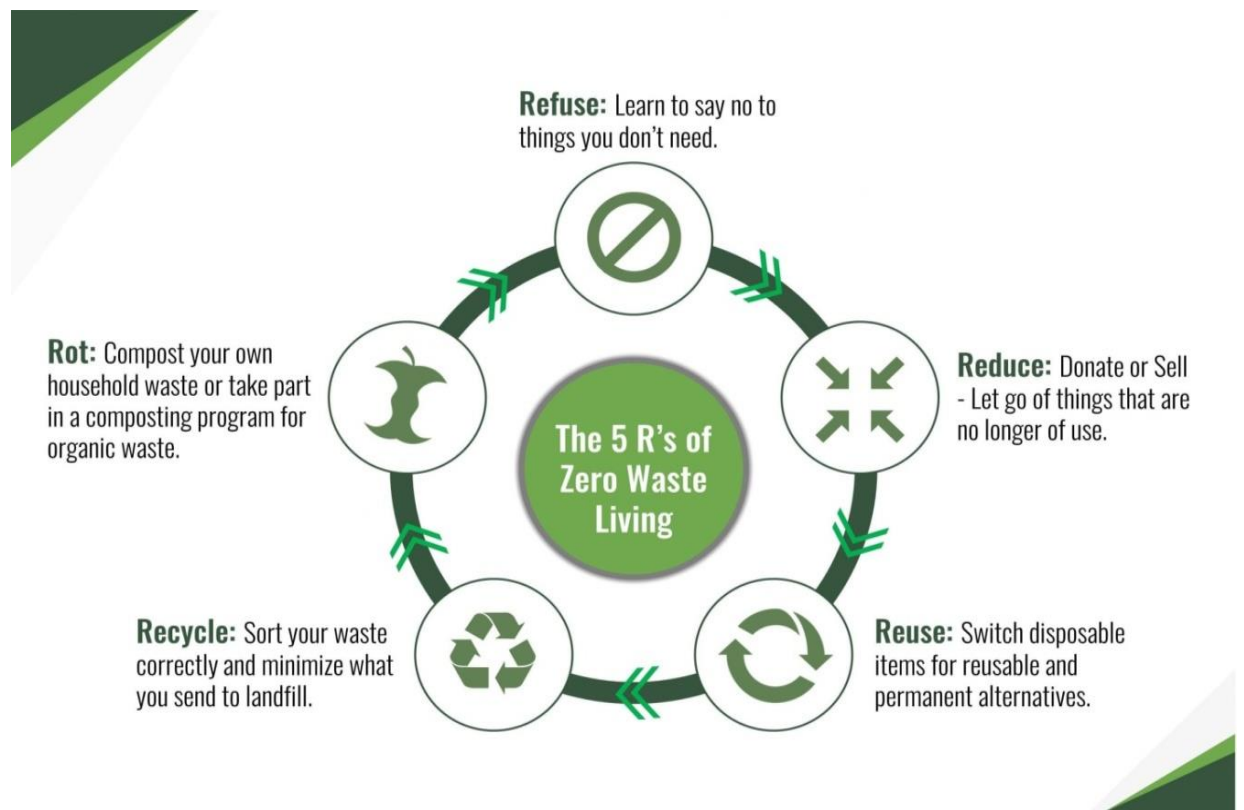 Refuse: Learn to say no to
things you don't need.
Reduce: Donate or Sell
- Let go of things that are
no longer of use.
Reuse: Switch disposable
items for reusable and
permanent alternatives.
Recycle: Sort your waste
correctly and minimize what
you send to landfill.
Rot: Compost your own
household waste or take part
in a composting program for
organic waste.
The 5 R's of
Zero Waste
Living